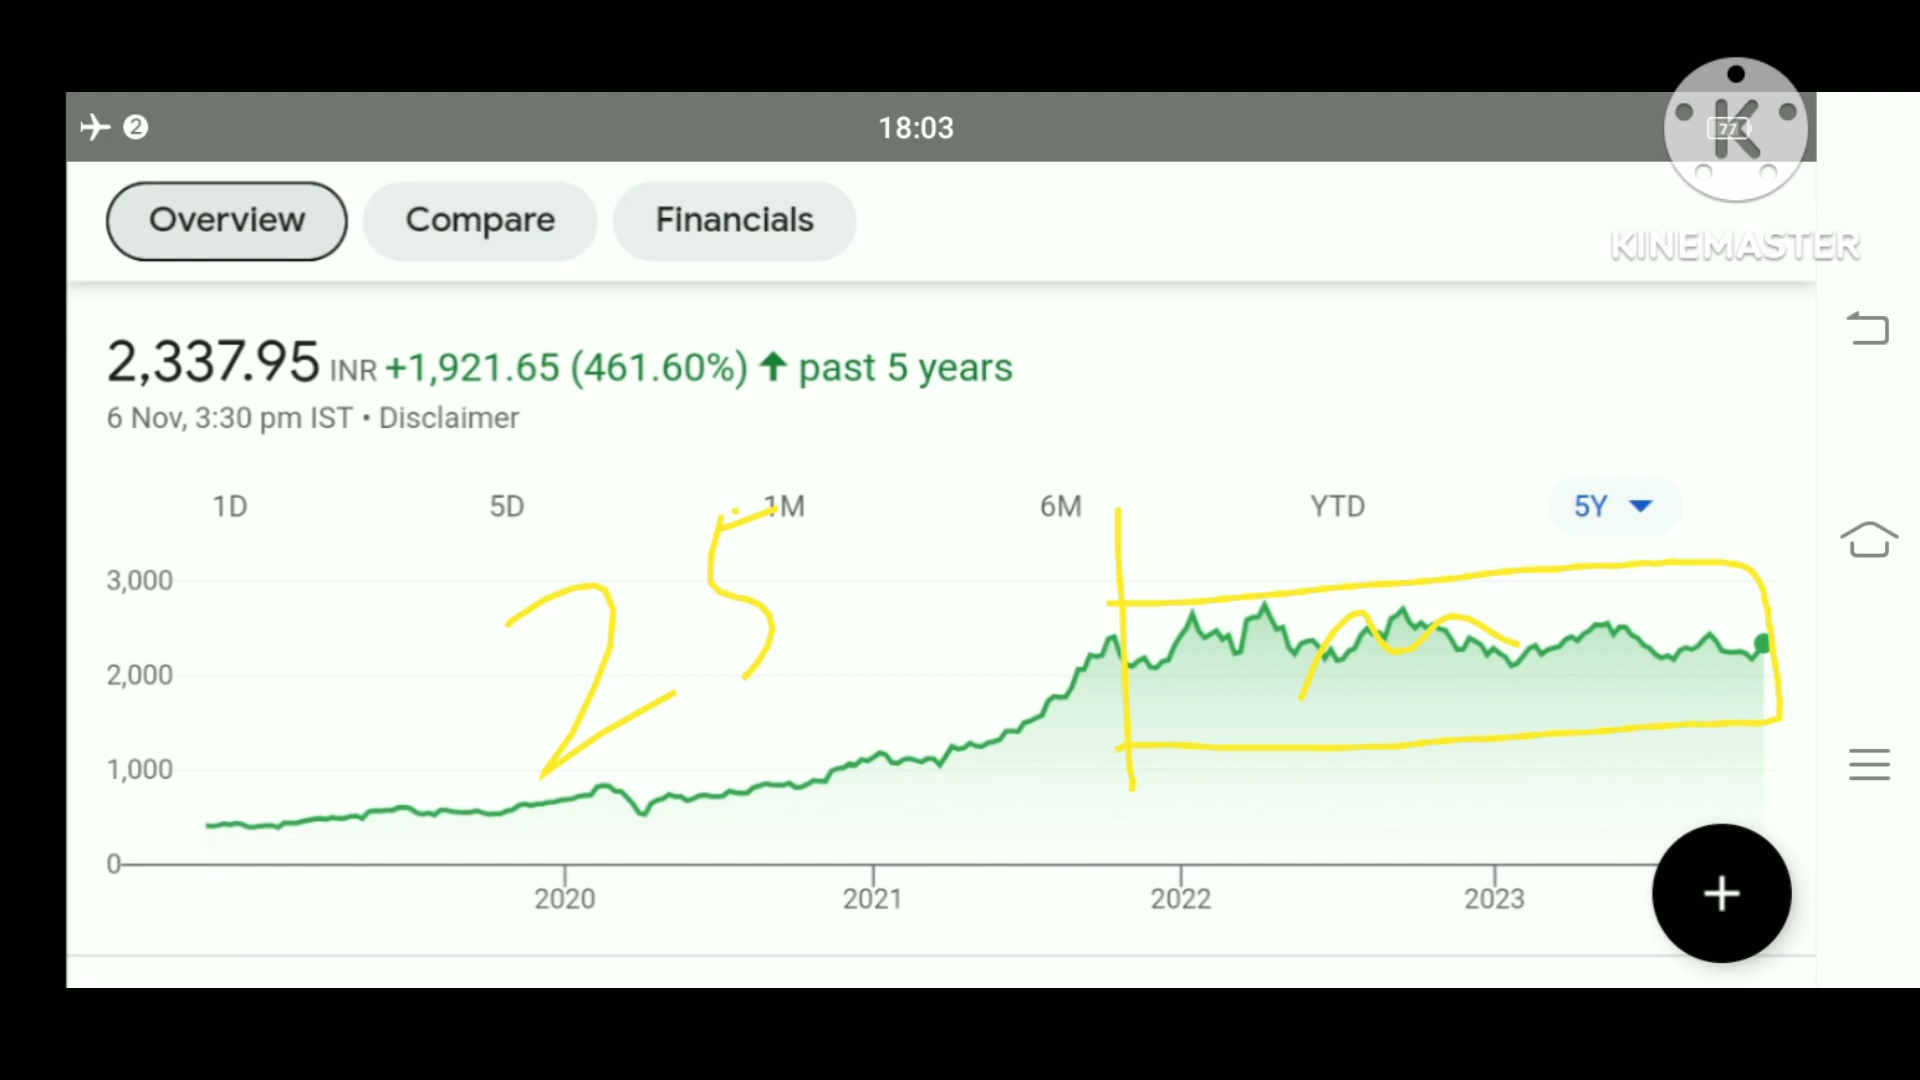 18:03
77
K
2
Overview Compare Financials
KINEMASTER
2,337.95 INR +1,921.65 (461.60%) ↑ past 5 years
6 Nov, 3:30 pm IST • Disclaimer
1D 5D 1M 6M YTD 5Y
25
3,000
2,000
1,000
0
2020 2021 2022 2023
+